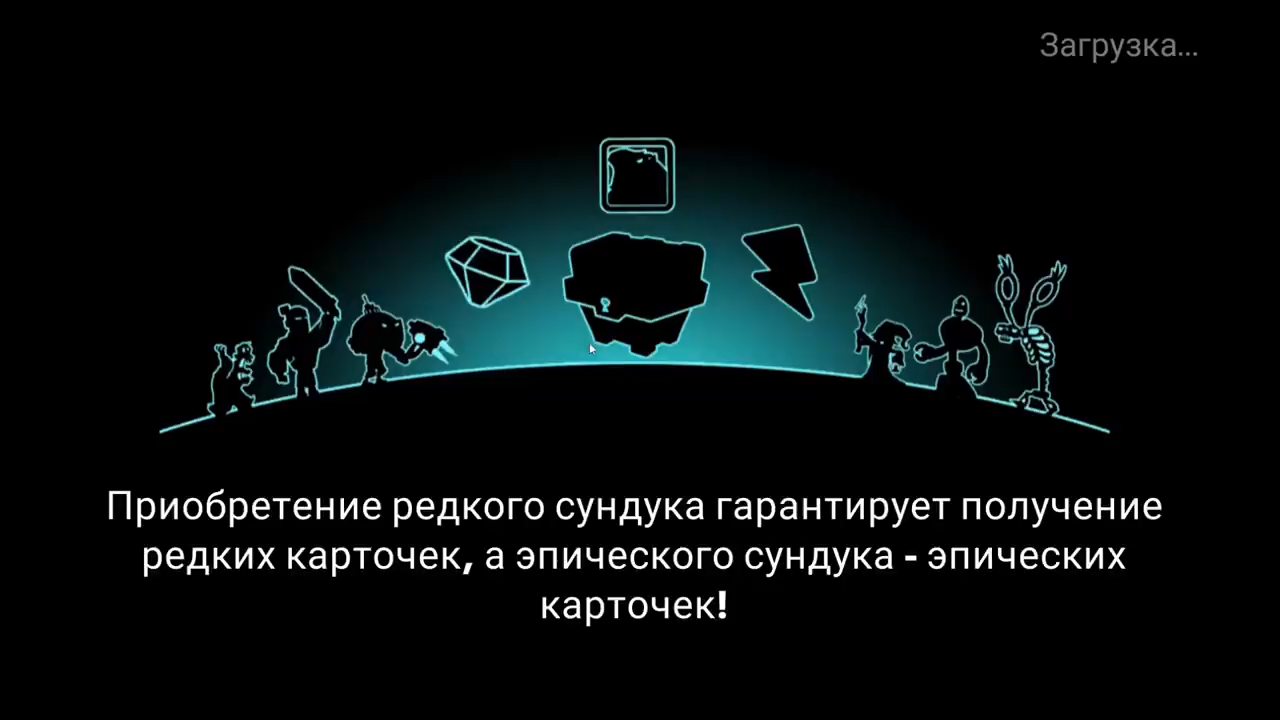 Загрузка...
Приобретение редкого сундука гарантирует получение
редких карточек, а эпического сундука - эпических
карточек!